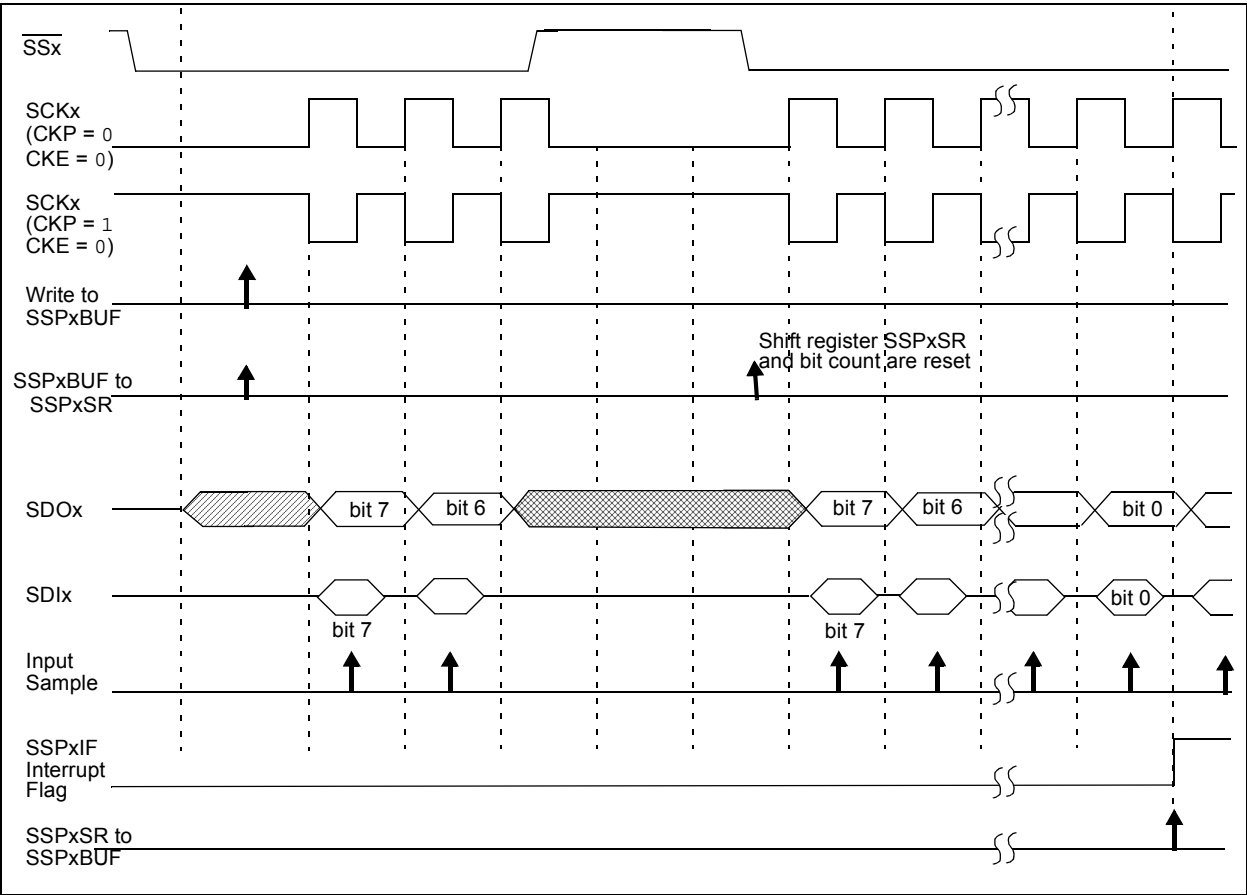 SSx
SCKx
(CKP = 0
CKE = 0)
SCKx
(CKP = 1
CKE = 0)
Write to
SSPxBUF
Shift register SSPxSR
and bit count are reset
SSPxBUF to
SSPxSR
SDOx
bit 7
bit 6
bit 7
bit 6
bit 0
SDIx
bit 0
bit 7
bit 7
Input
Sample
SSPxIF
Interrupt
Flag
SSPxSR to
SSPxBUF